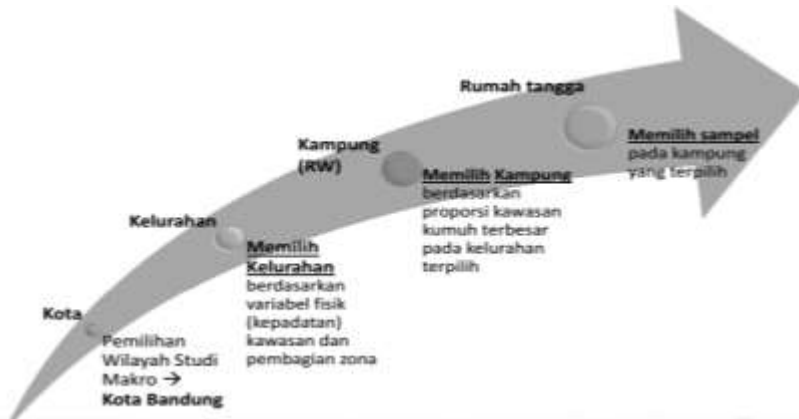 Kota
Pemilihan
Wilayah Studi
Makro →
Kota Bandung
Kelurahan
Memilih
Kelurahan
berdasarkan
variabel fisik
(kepadatan)
kawasan dan
pembagian zona
Kampung
(RW)
Memilih Kampung
berdasarkan
proporsi kawasan
kumuh terbesar
pada kelurahan
terpilih
Rumah tangga
Memilih sampel
pada kampung
yang terpilih